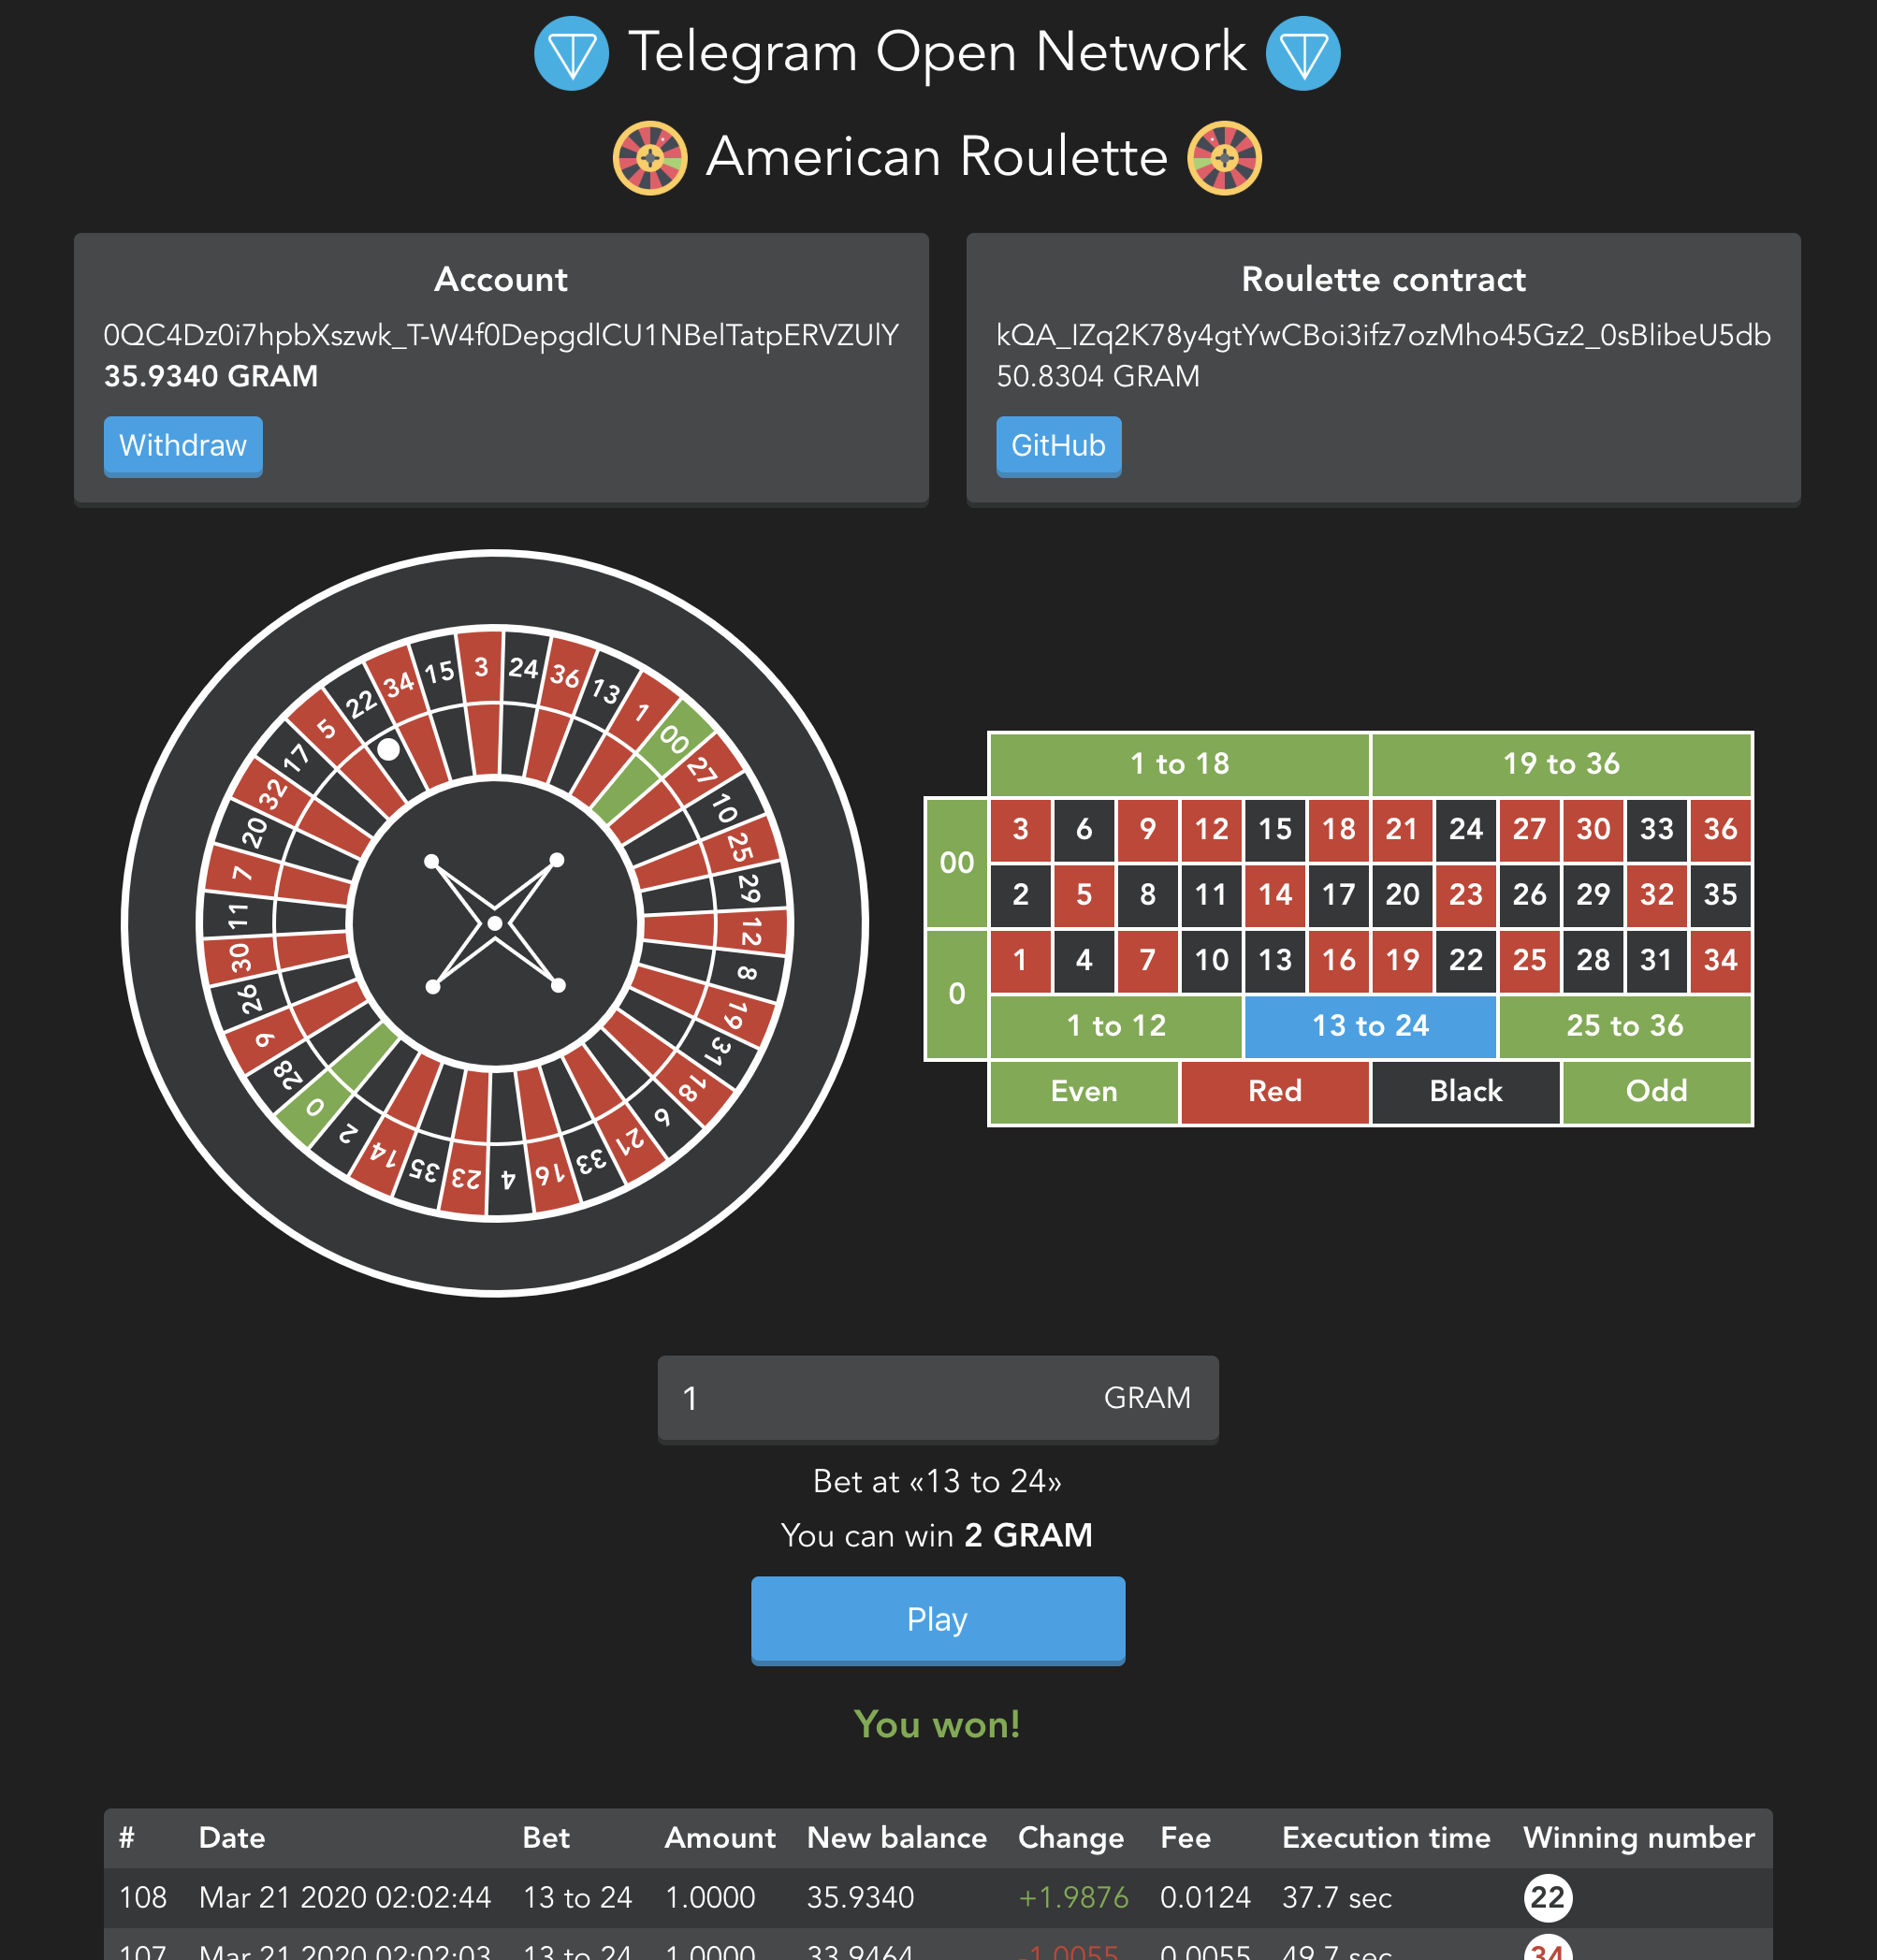 Telegram Open Network
American Roulette
Account
0QC4Dz0i7hpbXszwk_T-W4f0DepgdlCU1NBelTatpERVZUlY
35.9340 GRAM
Withdraw
Roulette contract
kQA_IZq2K78y4gtYwCBoi3ifz7ozMho45Gz2_0sBlibeU5db
50.8304 GRAM
GitHub
3
24
36
13
1
00
27
10
25
29
12
8
19
31
18
6
21
33
16
4
23
35
14
2
0
28
9
26
30
11
7
20
32
17
5
22
34
15
1 to 18 19 to 36
00
3 6 9 12 15 18 21 24 27 30 33 36
2 5 8 11 14 17 20 23 26 29 32 35
0
1 4 7 10 13 16 19 22 25 28 31 34
1 to 12 13 to 24 25 to 36
Even Red Black Odd
1 GRAM
Bet at «13 to 24»
You can win 2 GRAM
Play
You won!
# Date Bet Amount New balance Change Fee Execution time Winning number
108 Mar 21 2020 02:02:44 13 to 24 1.0000 35.9340 +1.9876 0.0124 37.7 sec 22
107 Mar 21 2020 02:02:03 13 to 24 1.0000 33.9464 -1.0055 0.0055 49.7 sec 34